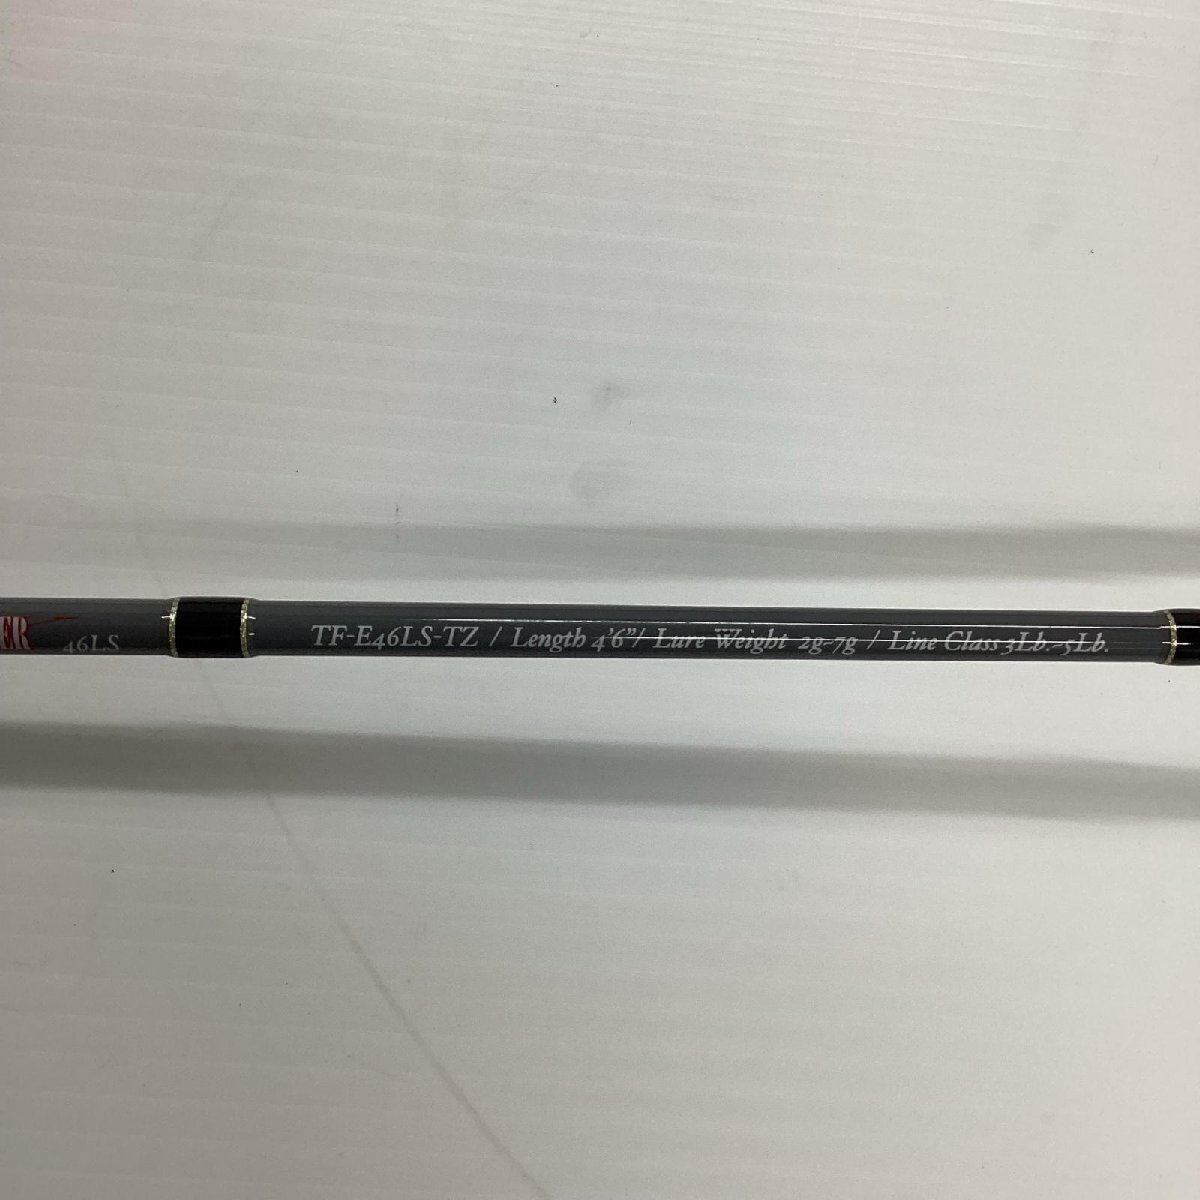 46LS
TF-E46LS-TZ / Length 4'6"/ Lure Weight 2g-7g / Line Class 3Lb.-5Lb.